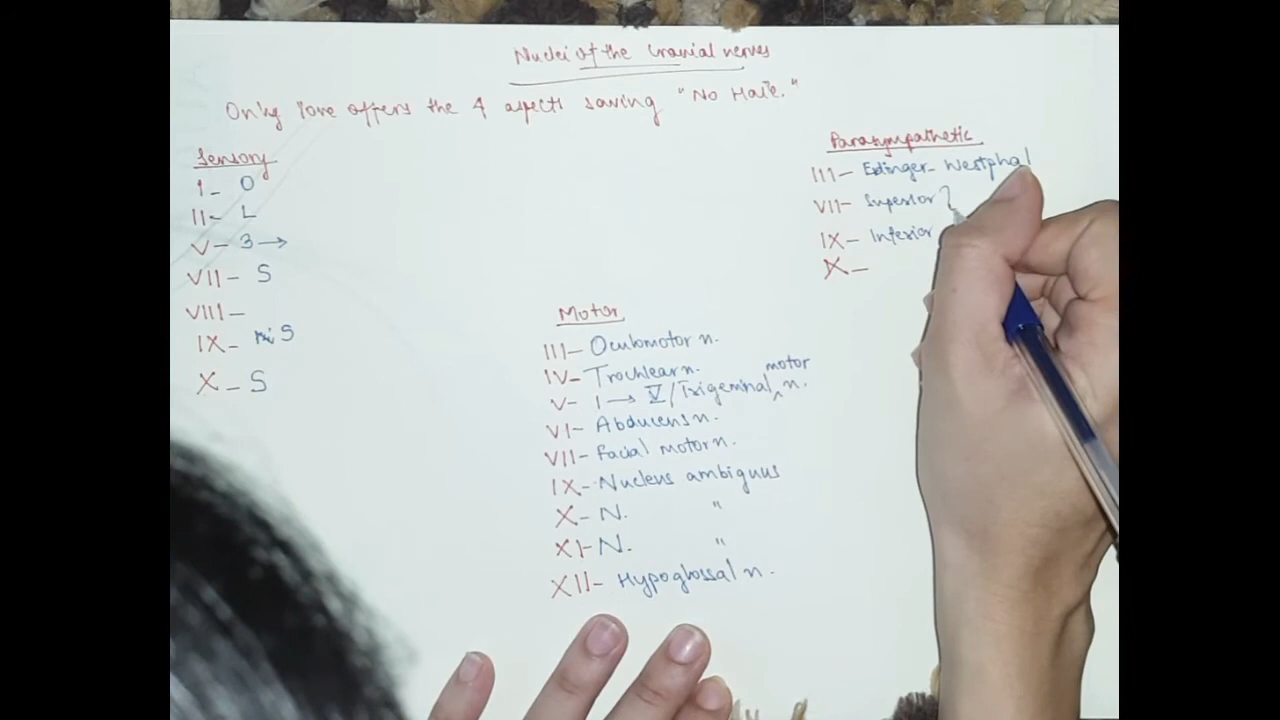 Nuclei of the Cranial nerves
Only love offers the 4 aspects saving "No Hate."
Sensory
I- O
II- L
V- 3 →
VII- S
VIII-
IX- S
X- S
Motor
III- Oculomotor n.
IV- Trochlear n.
V- 1 → V/Trigeminal motor n.
VI- Abducens n.
VII- Facial motor n.
IX- Nucleus ambiguus
X- N. "
XI- N. "
XII- Hypoglossal n.
Parasympathetic
III- Edinger-Westphal
VII- Superior }
IX- Inferior
X-